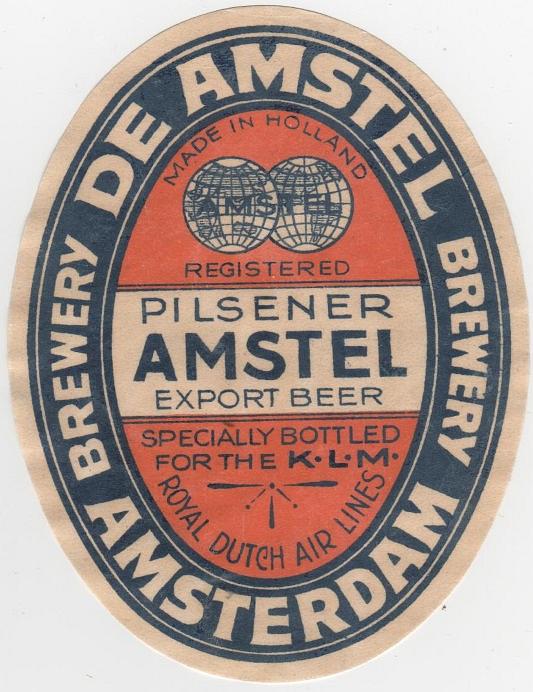 DE AMSTEL
BREWERY
BREWERY
AMSTERDAM
MADE IN HOLLAND
AMSTEL
REGISTERED
PILSENER
AMSTEL
EXPORT BEER
SPECIALLY BOTTLED
FOR THE K·L·M·
ROYAL DUTCH AIR LINES